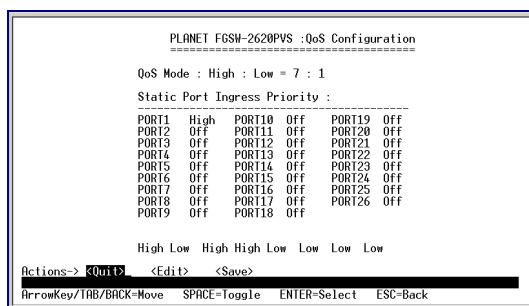 PLANET FGSW-2620PVS :QoS Configuration
======================================
QoS Mode : High : Low = 7 : 1
Static Port Ingress Priority :
PORT1 High PORT10 Off PORT19 Off
PORT2 Off PORT11 Off PORT20 Off
PORT3 Off PORT12 Off PORT21 Off
PORT4 Off PORT13 Off PORT22 Off
PORT5 Off PORT14 Off PORT23 Off
PORT6 Off PORT15 Off PORT24 Off
PORT7 Off PORT16 Off PORT25 Off
PORT8 Off PORT17 Off PORT26 Off
PORT9 Off PORT18 Off
High Low High High Low Low Low Low
Actions-> <Quit> <Edit> <Save>
ArrowKey/TAB/BACK=Move SPACE=Toggle ENTER=Select ESC=Back